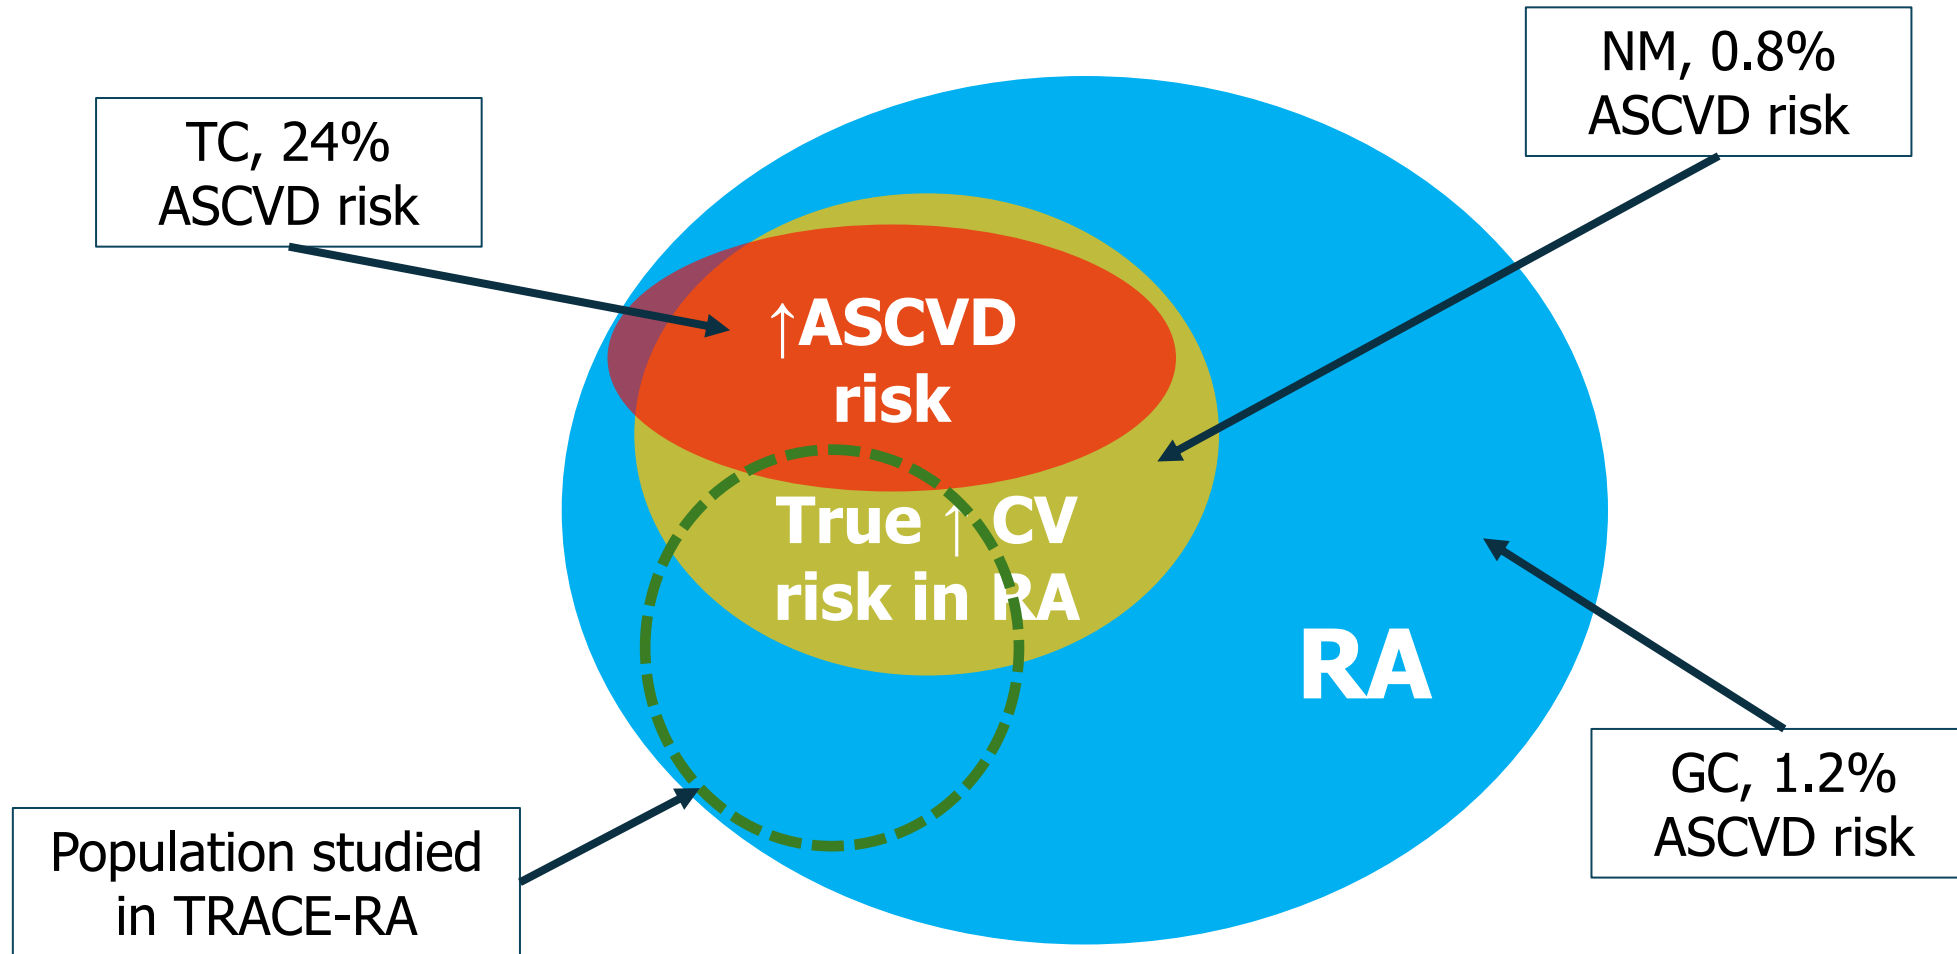 NM, 0.8%
ASCVD risk
TC, 24%
ASCVD risk
↑ASCVD
risk
True ↑ CV
risk in RA
RA
GC, 1.2%
ASCVD risk
Population studied
in TRACE-RA